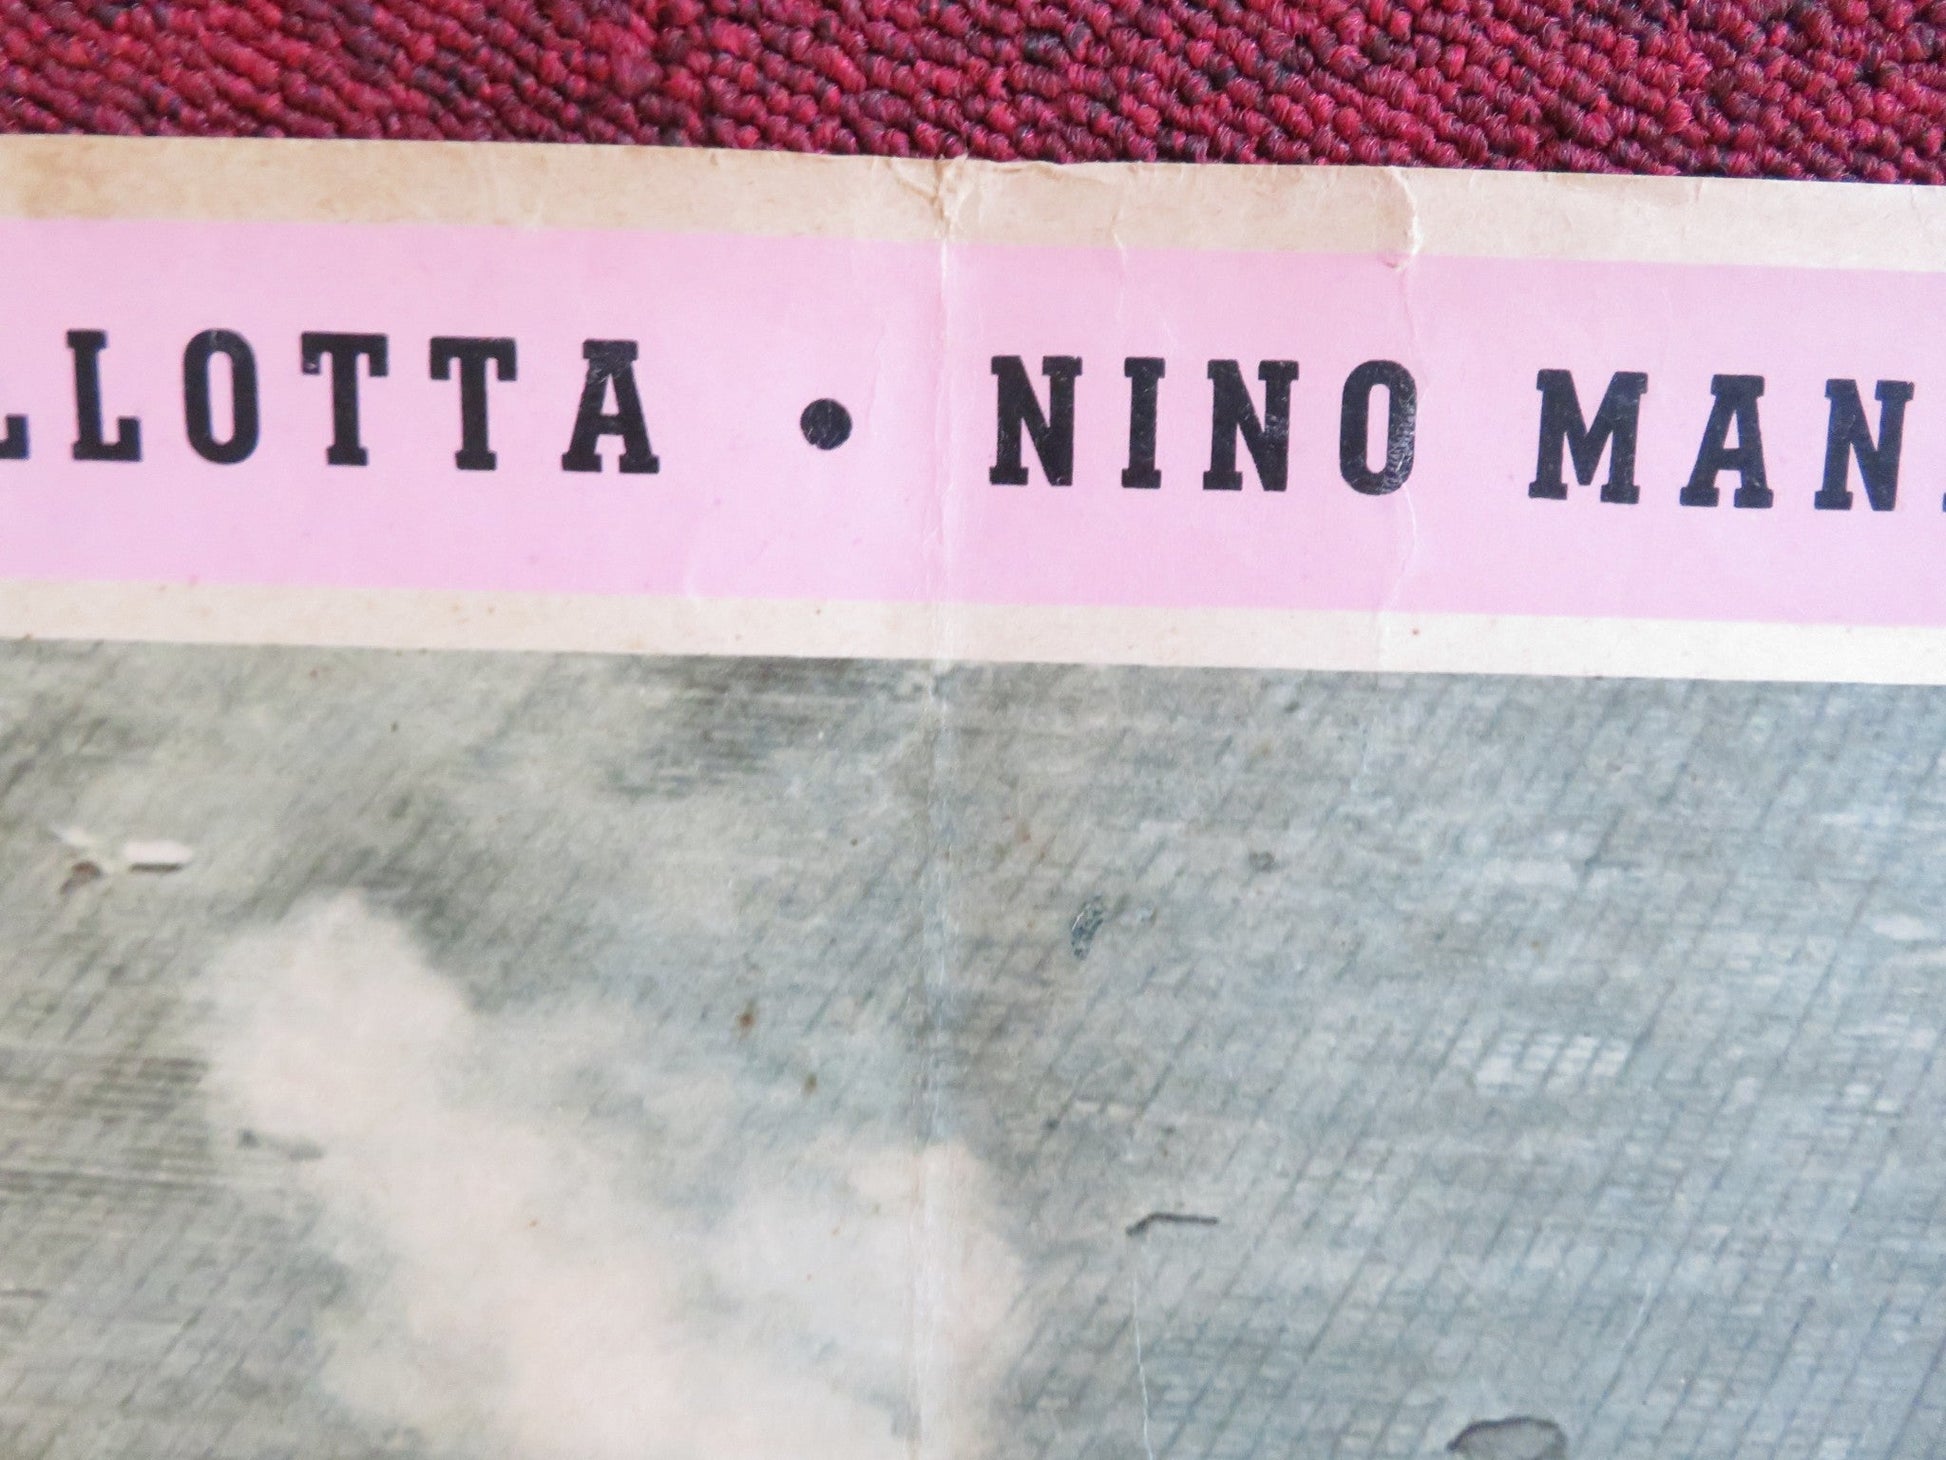 LLOTTA • NINO MAN